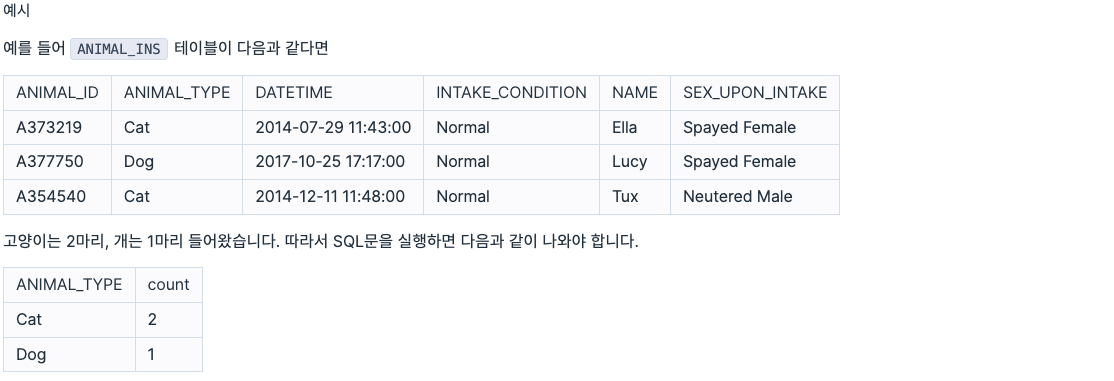 예시
예를 들어 ANIMAL_INS 테이블이 다음과 같다면
ANIMAL_ID ANIMAL_TYPE DATETIME INTAKE_CONDITION NAME SEX_UPON_INTAKE
A373219 Cat 2014-07-29 11:43:00 Normal Ella Spayed Female
A377750 Dog 2017-10-25 17:17:00 Normal Lucy Spayed Female
A354540 Cat 2014-12-11 11:48:00 Normal Tux Neutered Male
고양이는 2마리, 개는 1마리 들어왔습니다. 따라서 SQL문을 실행하면 다음과 같이 나와야 합니다.
ANIMAL_TYPE count
Cat 2
Dog 1